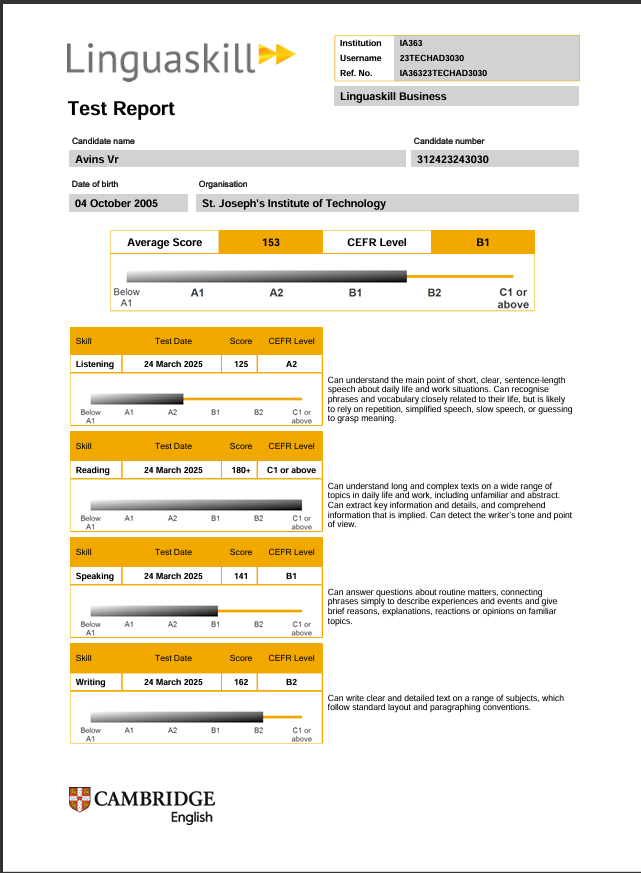 Linguaskill
Institution IA363
Username 23TECHAD3030
Ref. No. IA36323TECHAD3030
Linguaskill Business
Test Report
Candidate name Candidate number
Avins Vr 312423243030
Date of birth Organisation
04 October 2005 St. Joseph's Institute of Technology
Average Score 153 CEFR Level B1
Below A1 A2 B1 B2 C1 or
A1 above
Skill Test Date Score CEFR Level
Listening 24 March 2025 125 A2
Below A1 A2 B1 B2 C1 or
A1 above
Can understand the main point of short, clear, sentence-length
speech about daily life and work situations. Can recognise
phrases and vocabulary closely related to their life, but is likely
to rely on repetition, simplified speech, slow speech, or guessing
to grasp meaning.
Skill Test Date Score CEFR Level
Reading 24 March 2025 180+ C1 or above
Below A1 A2 B1 B2 C1 or
A1 above
Can understand long and complex texts on a wide range of
topics in daily life and work, including unfamiliar and abstract.
Can extract key information and details, and comprehend
information that is implied. Can detect the writer's tone and point
of view.
Skill Test Date Score CEFR Level
Speaking 24 March 2025 141 B1
Below A1 A2 B1 B2 C1 or
A1 above
Can answer questions about routine matters, connecting
phrases simply to describe experiences and events and give
brief reasons, explanations, reactions or opinions on familiar
topics.
Skill Test Date Score CEFR Level
Writing 24 March 2025 162 B2
Below A1 A2 B1 B2 C1 or
A1 above
Can write clear and detailed text on a range of subjects, which
follow standard layout and paragraphing conventions.
CAMBRIDGE
English